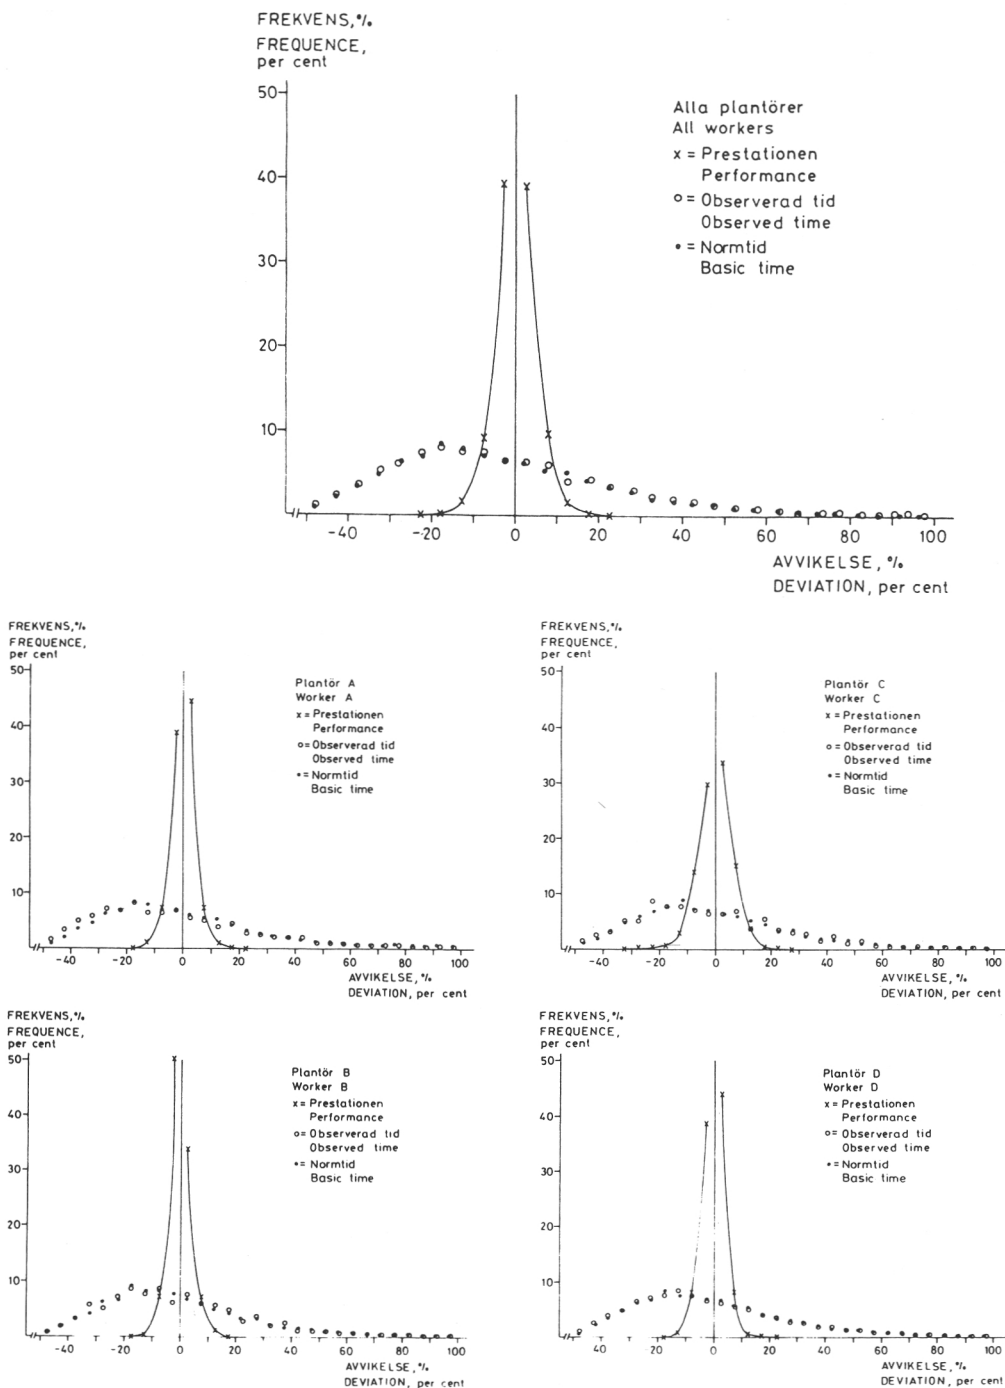 FREKVENS,%
FREQUENCE,
per cent
50
40
30
20
10
Alla plantörer
All workers
x = Prestationen
Performance
o = Observerad tid
Observed time
• = Normtid
Basic time
-40 -20 0 20 40 60 80 100
AVVIKELSE, %
DEVIATION, per cent
FREKVENS,%
FREQUENCE,
per cent
50
40
30
20
10
Plantör A
Worker A
x = Prestationen
Performance
o = Observerad tid
Observed time
• = Normtid
Basic time
-40 -20 0 20 40 60 80 100
AVVIKELSE, %
DEVIATION, per cent
FREKVENS,%
FREQUENCE,
per cent
50
40
30
20
10
Plantör C
Worker C
x = Prestationen
Performance
o = Observerad tid
Observed time
• = Normtid
Basic time
-40 -20 0 20 40 60 80 100
AVVIKELSE, %
DEVIATION, per cent
FREKVENS,%
FREQUENCE,
per cent
50
40
30
20
10
Plantör B
Worker B
x = Prestationen
Performance
o = Observerad tid
Observed time
• = Normtid
Basic time
-40 -20 0 20 40 60 80 100
AVVIKELSE, %
DEVIATION, per cent
FREKVENS,%
FREQUENCE,
per cent
50
40
30
20
10
Plantör D
Worker D
x = Prestationen
Performance
o = Observerad tid
Observed time
• = Normtid
Basic time
40 -20 0 20 40 60 80 100
AVVIKELSE, %
DEVIATION, per cent